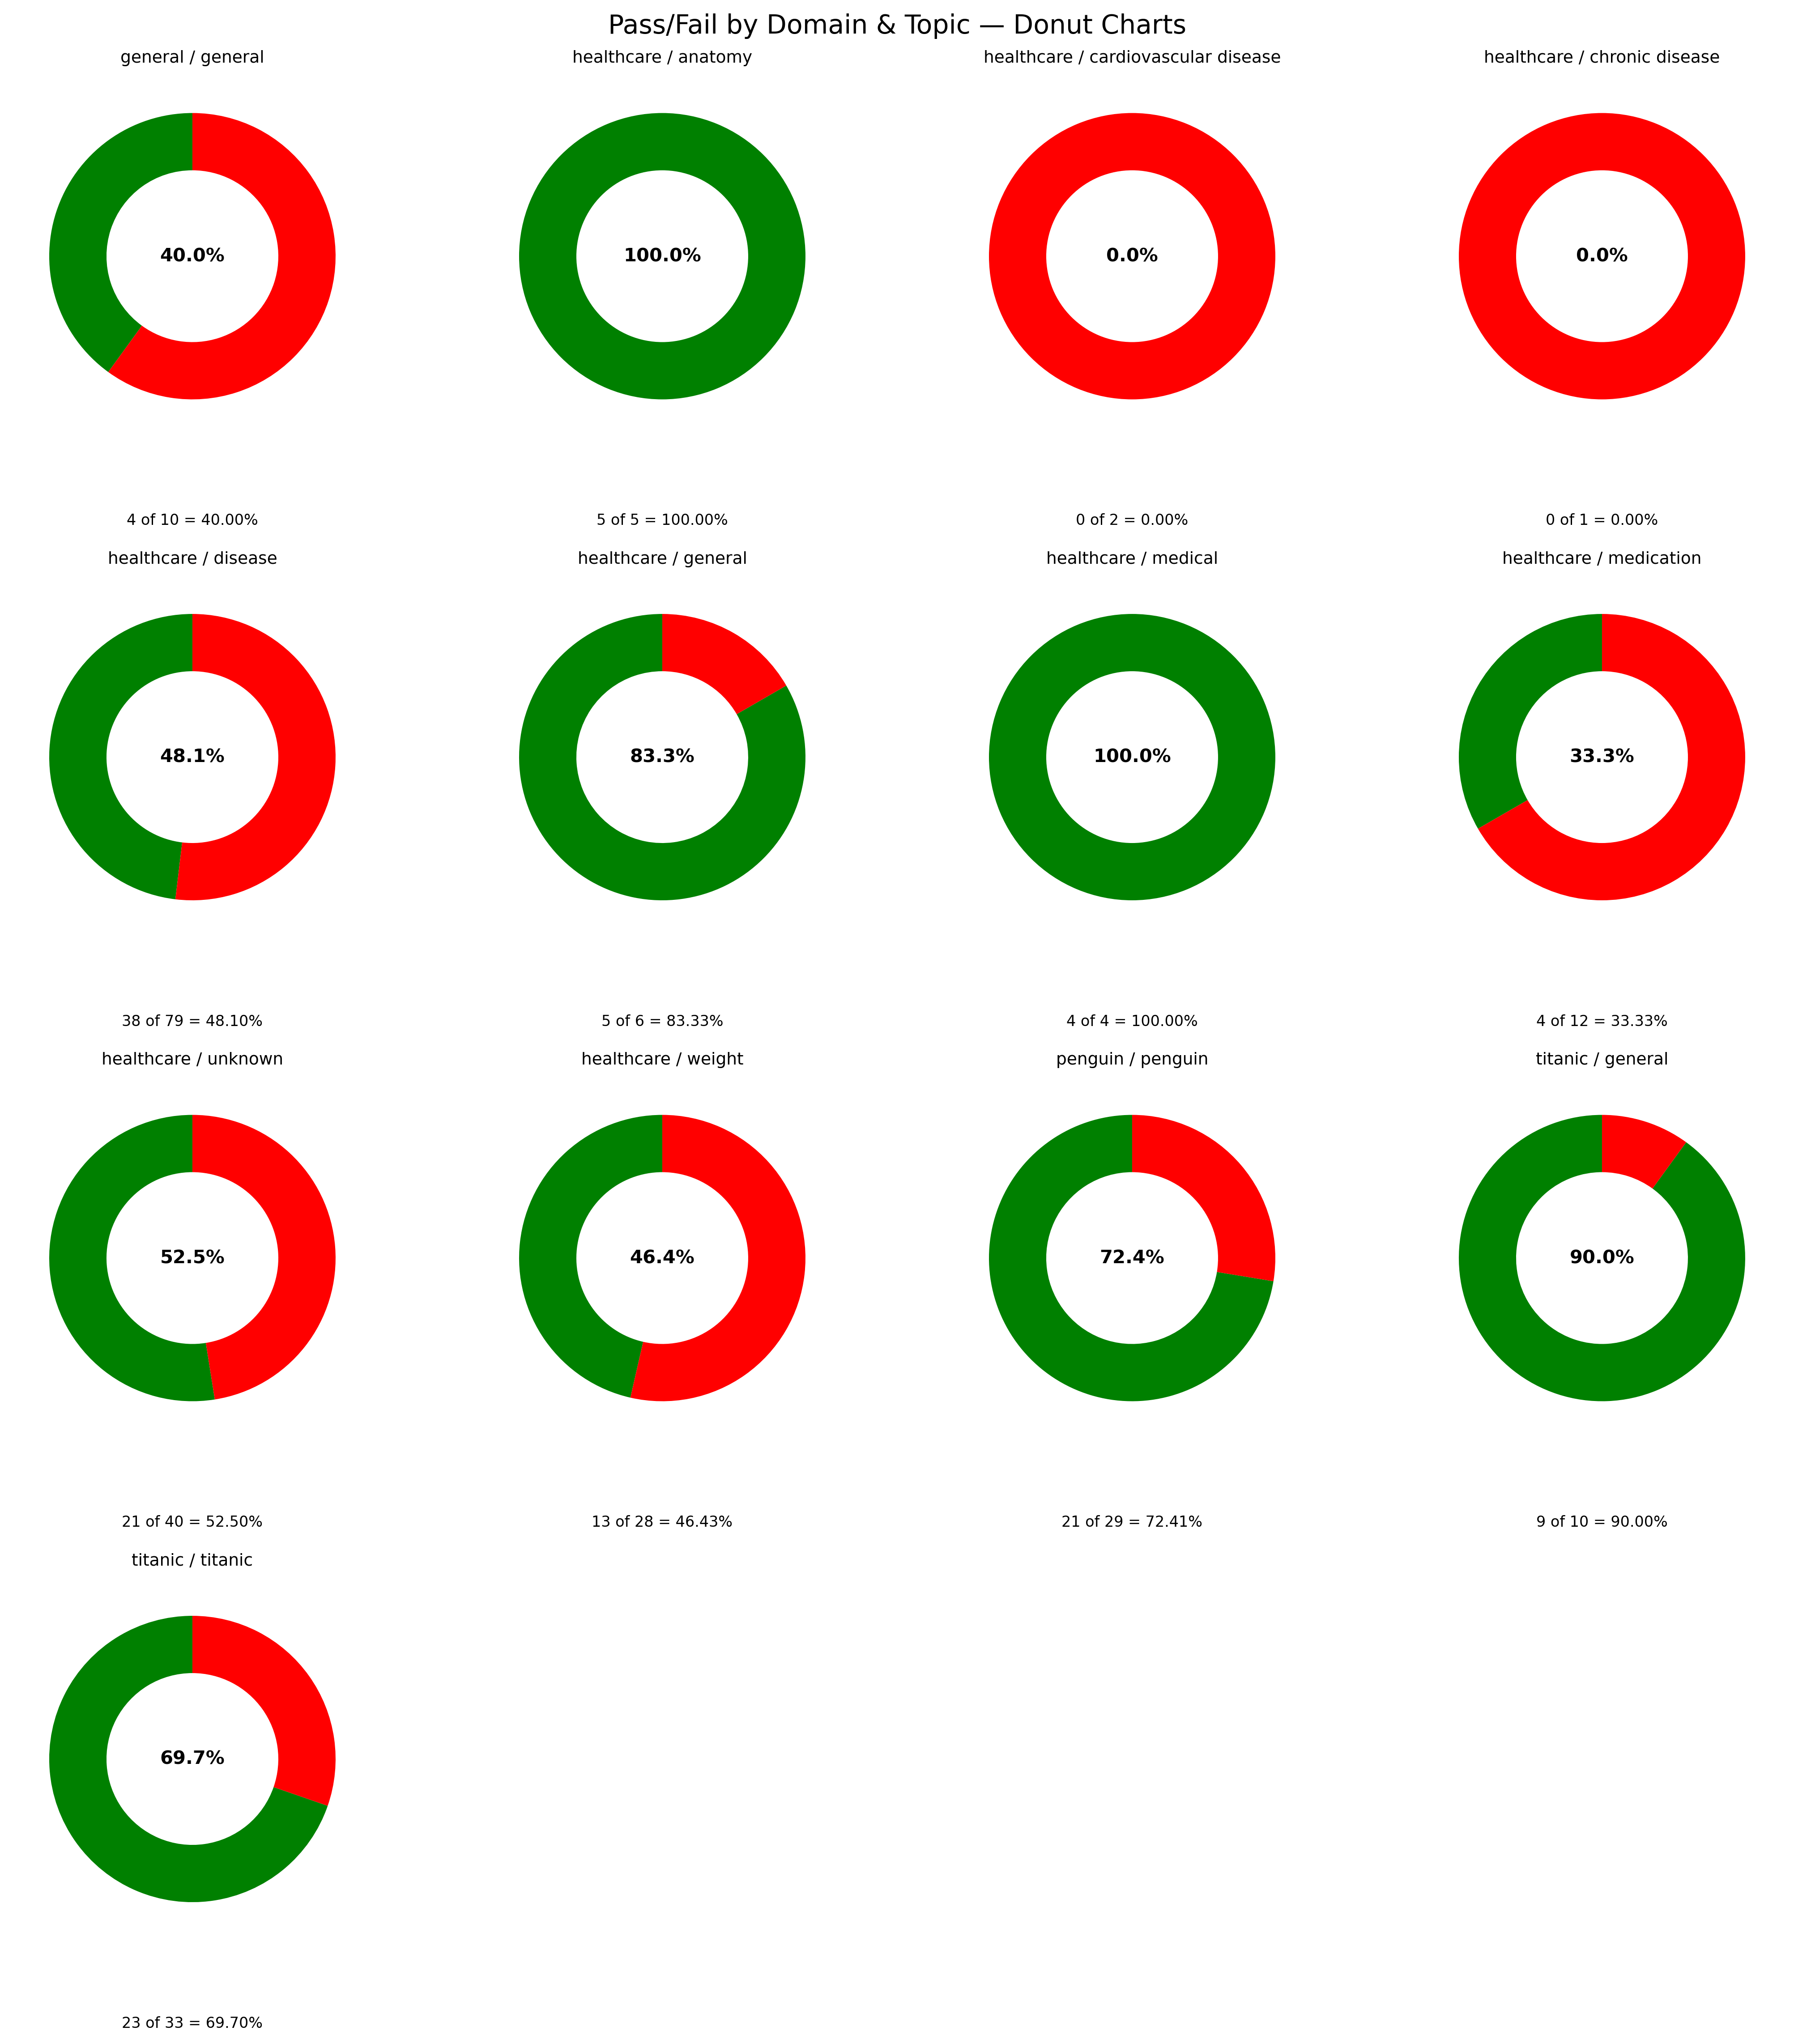 Pass/Fail by Domain & Topic — Donut Charts
general / general
healthcare / anatomy
healthcare / cardiovascular disease
healthcare / chronic disease
40.0%
100.0%
0.0%
0.0%
4 of 10 = 40.00%
5 of 5 = 100.00%
0 of 2 = 0.00%
0 of 1 = 0.00%
healthcare / disease
healthcare / general
healthcare / medical
healthcare / medication
48.1%
83.3%
100.0%
33.3%
38 of 79 = 48.10%
5 of 6 = 83.33%
4 of 4 = 100.00%
4 of 12 = 33.33%
healthcare / unknown
healthcare / weight
penguin / penguin
titanic / general
52.5%
46.4%
72.4%
90.0%
21 of 40 = 52.50%
13 of 28 = 46.43%
21 of 29 = 72.41%
9 of 10 = 90.00%
titanic / titanic
69.7%
23 of 33 = 69.70%